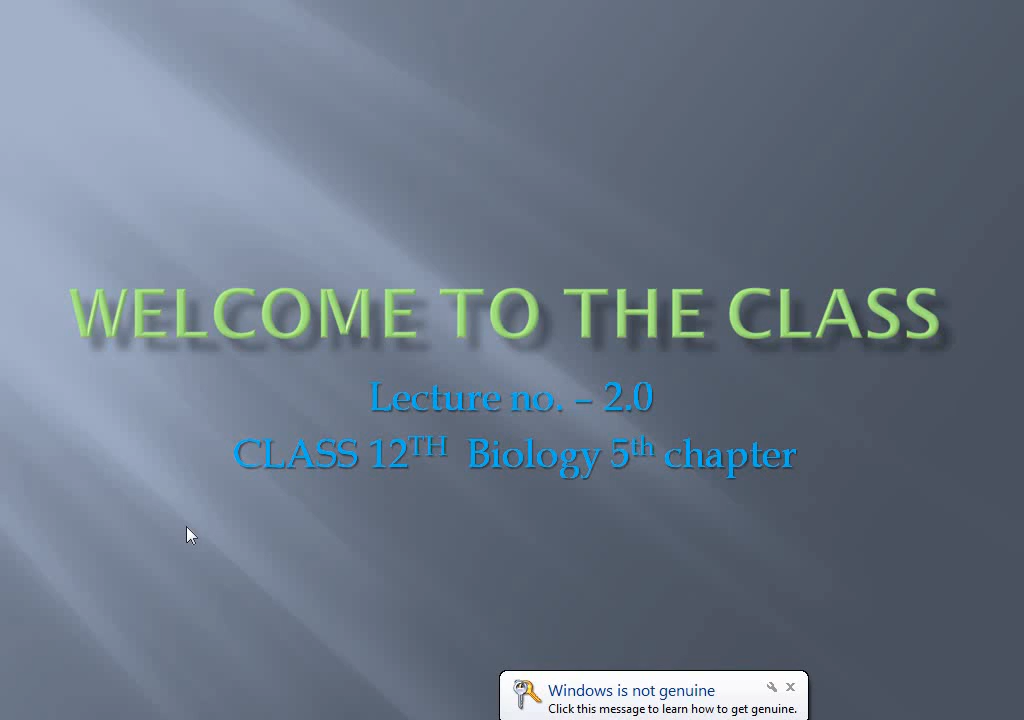 WELCOME TO THE CLASS
Lecture no. – 2.0
CLASS 12TH Biology 5th chapter
Windows is not genuine
Click this message to learn how to get genuine.